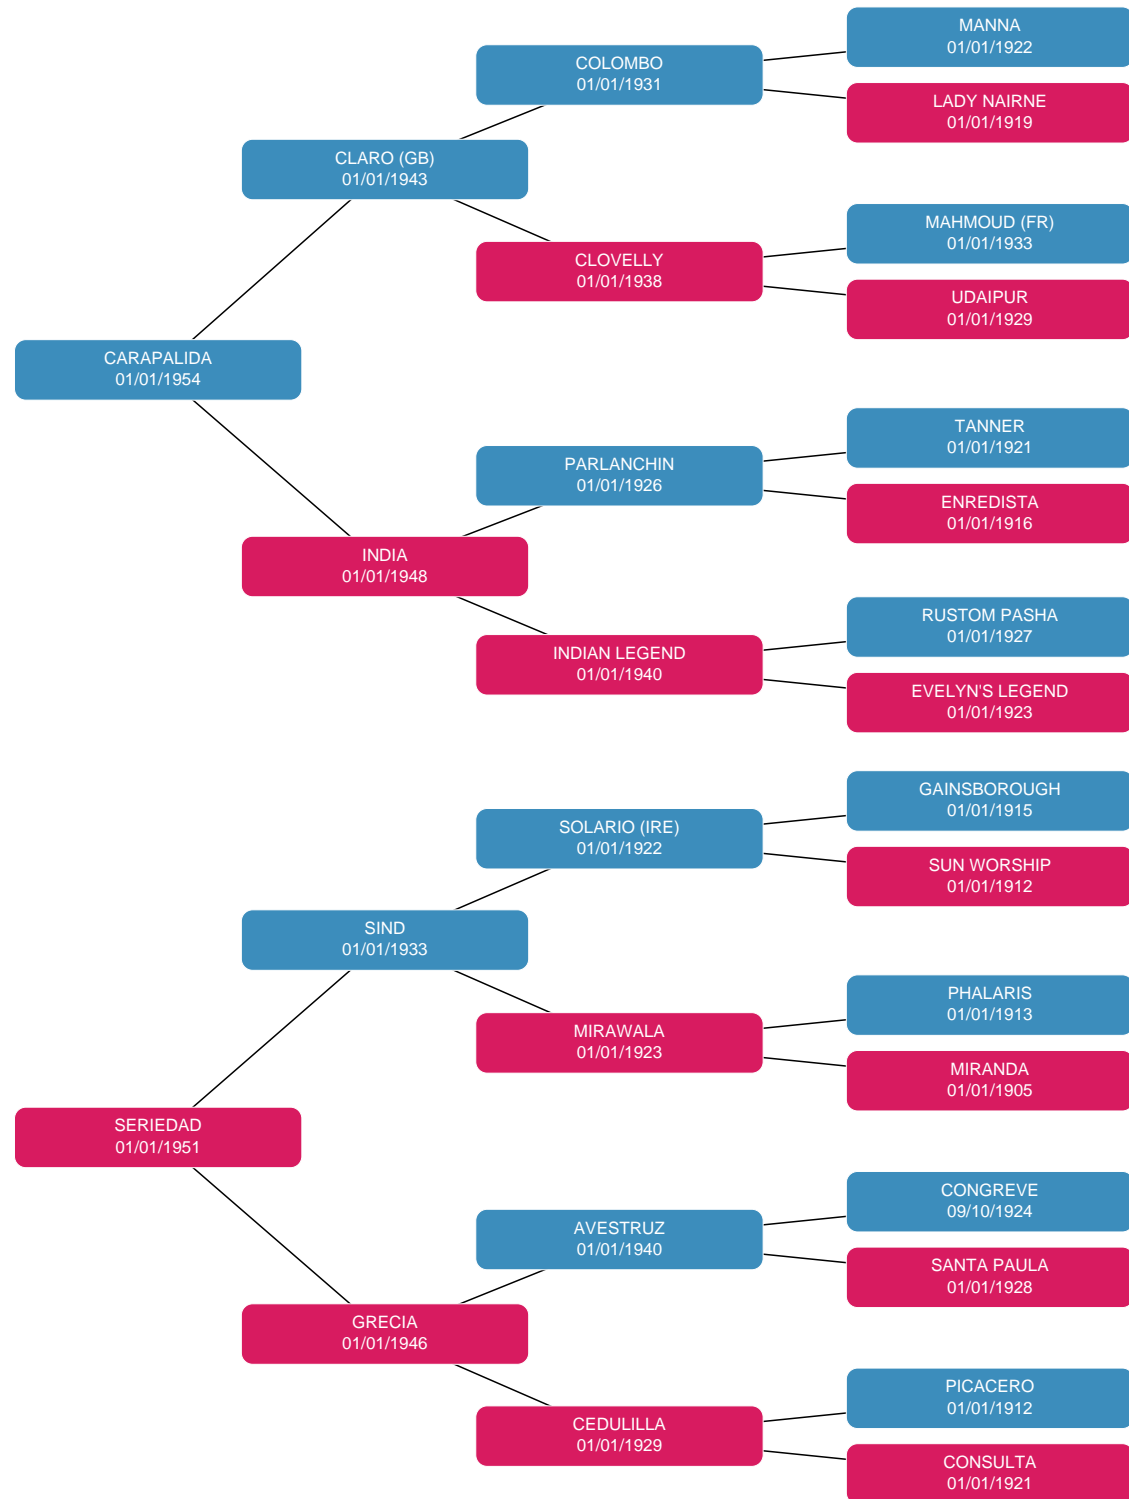 MANNA
01/01/1922
COLOMBO
01/01/1931
LADY NAIRNE
01/01/1919
CLARO (GB)
01/01/1943
MAHMOUD (FR)
01/01/1933
CLOVELLY
01/01/1938
UDAIPUR
01/01/1929
CARAPALIDA
01/01/1954
TANNER
01/01/1921
PARLANCHIN
01/01/1926
ENREDISTA
01/01/1916
INDIA
01/01/1948
RUSTOM PASHA
01/01/1927
INDIAN LEGEND
01/01/1940
EVELYN'S LEGEND
01/01/1923
GAINSBOROUGH
01/01/1915
SOLARIO (IRE)
01/01/1922
SUN WORSHIP
01/01/1912
SIND
01/01/1933
PHALARIS
01/01/1913
MIRAWALA
01/01/1923
MIRANDA
01/01/1905
SERIEDAD
01/01/1951
CONGREVE
09/10/1924
AVESTRUZ
01/01/1940
SANTA PAULA
01/01/1928
GRECIA
01/01/1946
PICACERO
01/01/1912
CEDULILLA
01/01/1929
CONSULTA
01/01/1921